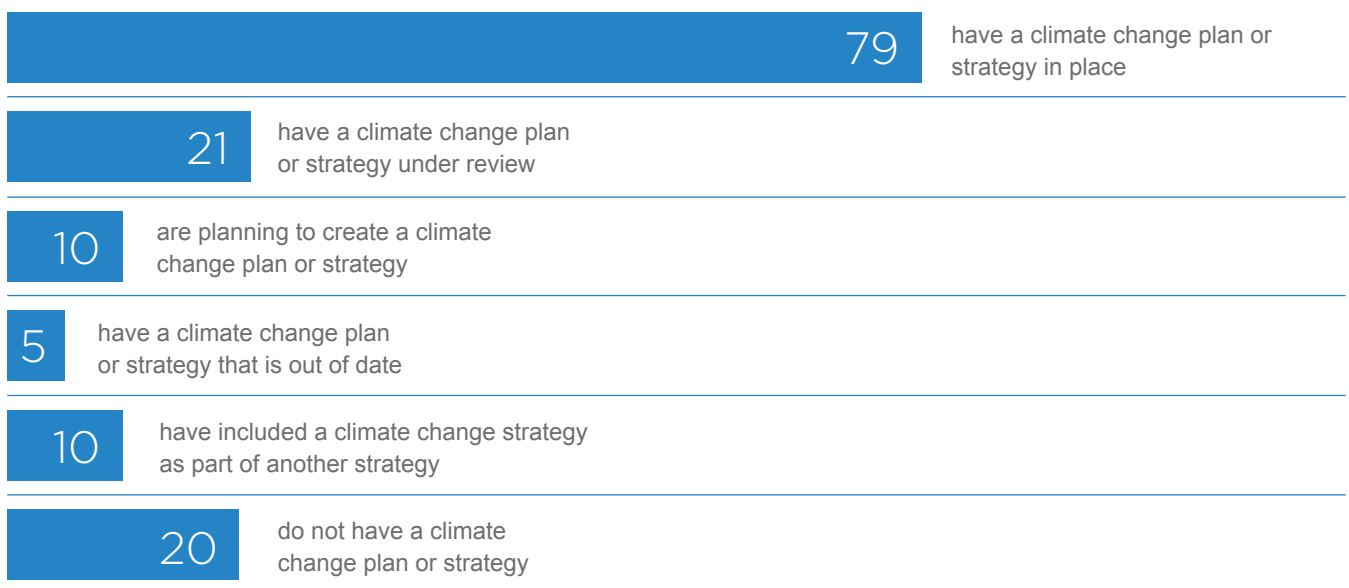 79
have a climate change plan or
strategy in place
21
have a climate change plan
or strategy under review
10
are planning to create a climate
change plan or strategy
5
have a climate change plan
or strategy that is out of date
10
have included a climate change strategy
as part of another strategy
20
do not have a climate
change plan or strategy